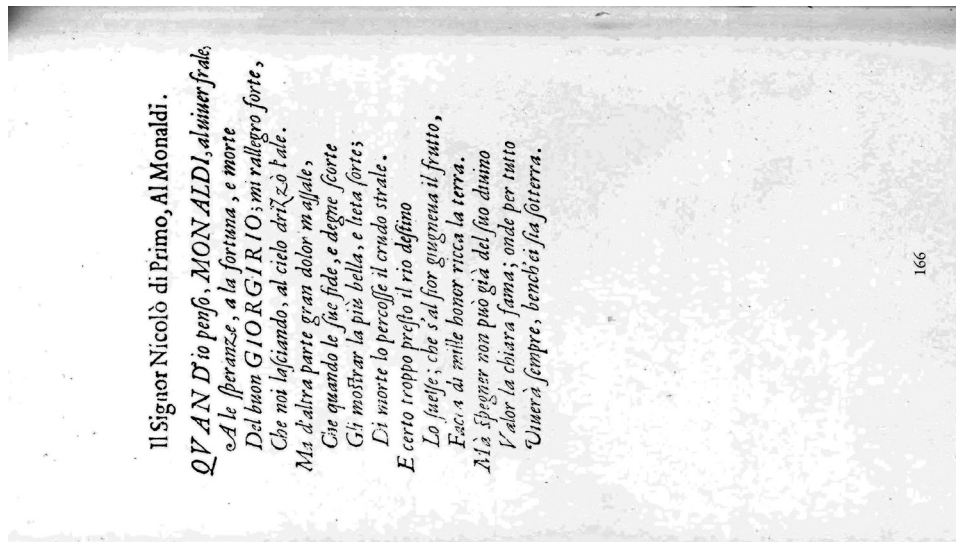 Il Signor Nicolò di Primo, Al Monaldi.
QVAND'io penso, MONALDI, al viuer frale,
A le speranze, a la fortuna, e morte
Del buon GIORGIRIO; mi rallegro forte,
Che noi lasciando, al cielo drizzò l'ale.
Ma d'altra parte gran dolor m'assale,
Che quando le sue fide, e degne scorte
Gli mostrar la piu bella, e lieta sorte;
Di morte lo percosse il crudo strale.
E certo troppo presto il rio destino
Lo suelse; che s'al fior giugneua il frutto,
Facea di mille honor ricca la terra.
Mà spegner non può già del suo diuino
Valor la chiara fama; onde per tutto
Viuerà sempre, bench'ei sia sotterra.
166